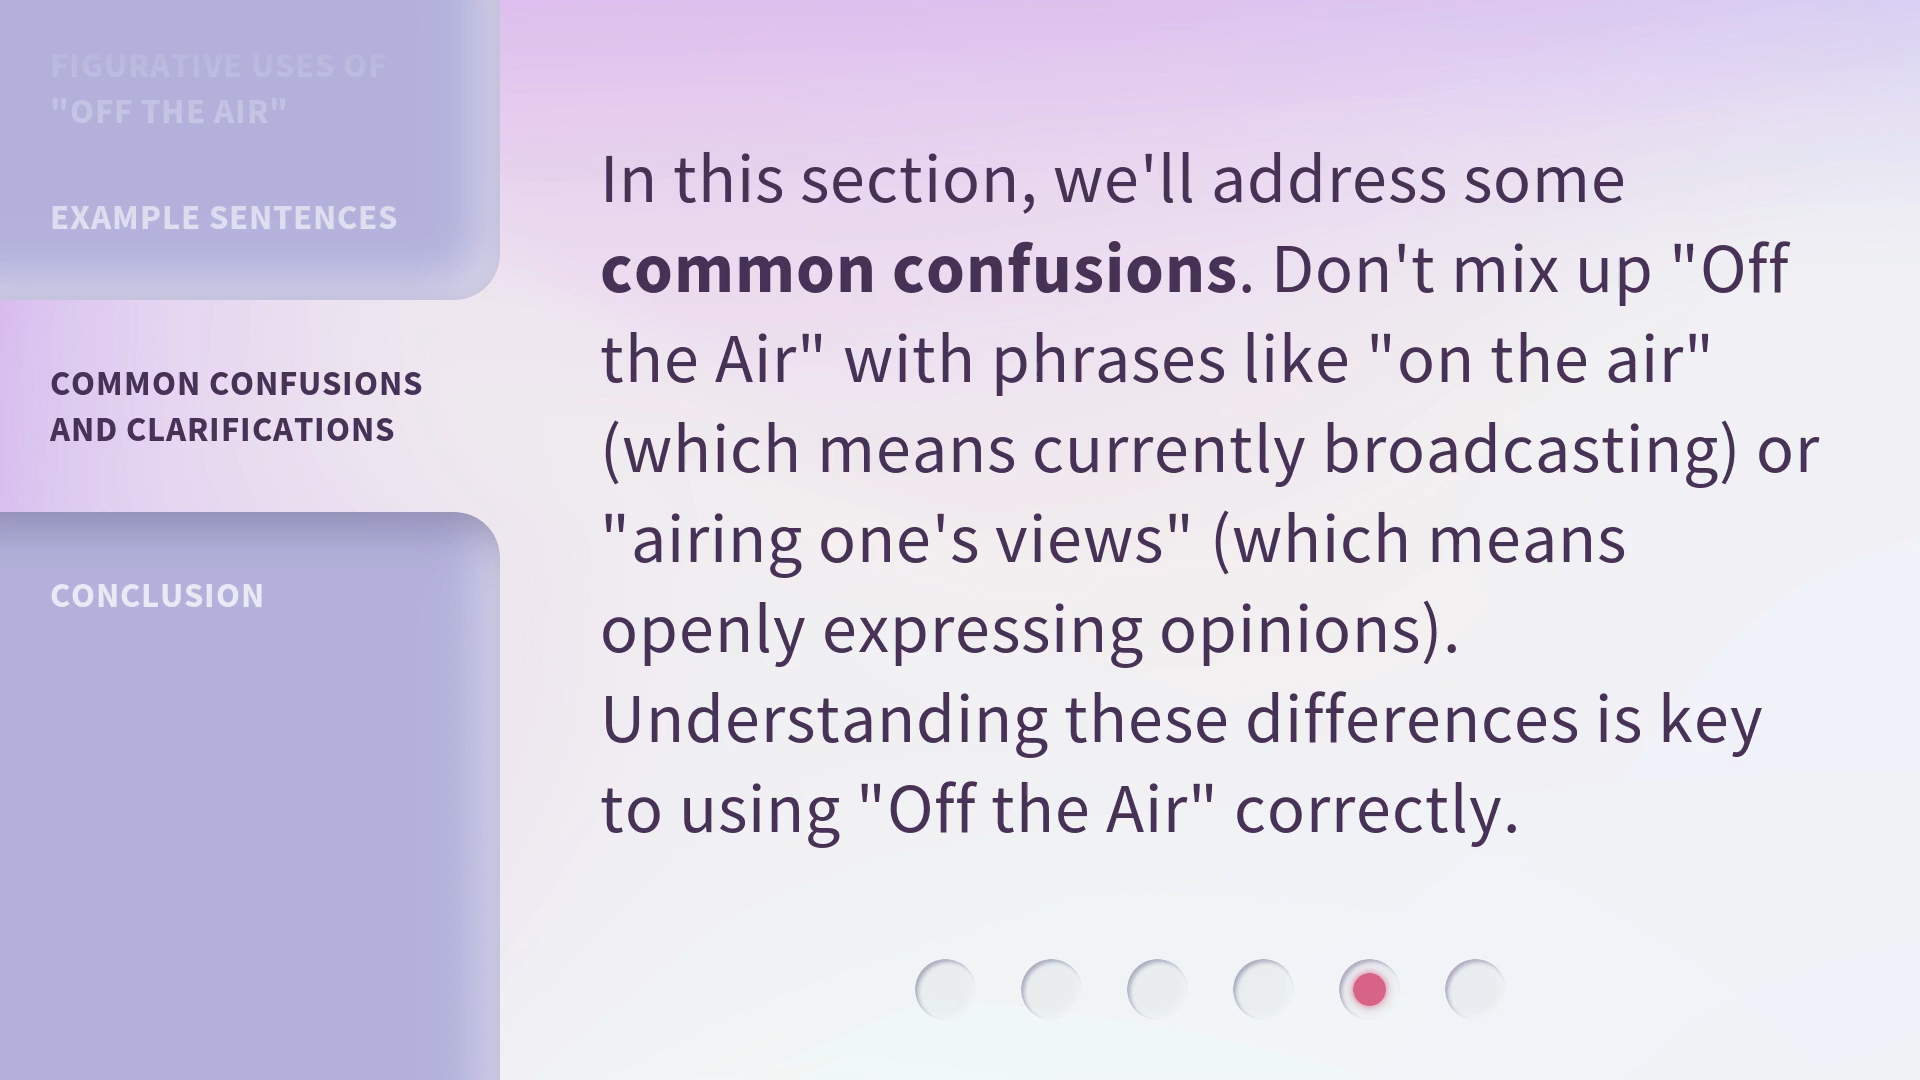 FIGURATIVE USES OF
"OFF THE AIR"
EXAMPLE SENTENCES
COMMON CONFUSIONS
AND CLARIFICATIONS
CONCLUSION
In this section, we'll address some
common confusions. Don't mix up "Off
the Air" with phrases like "on the air"
(which means currently broadcasting) or
"airing one's views" (which means
openly expressing opinions).
Understanding these differences is key
to using "Off the Air" correctly.